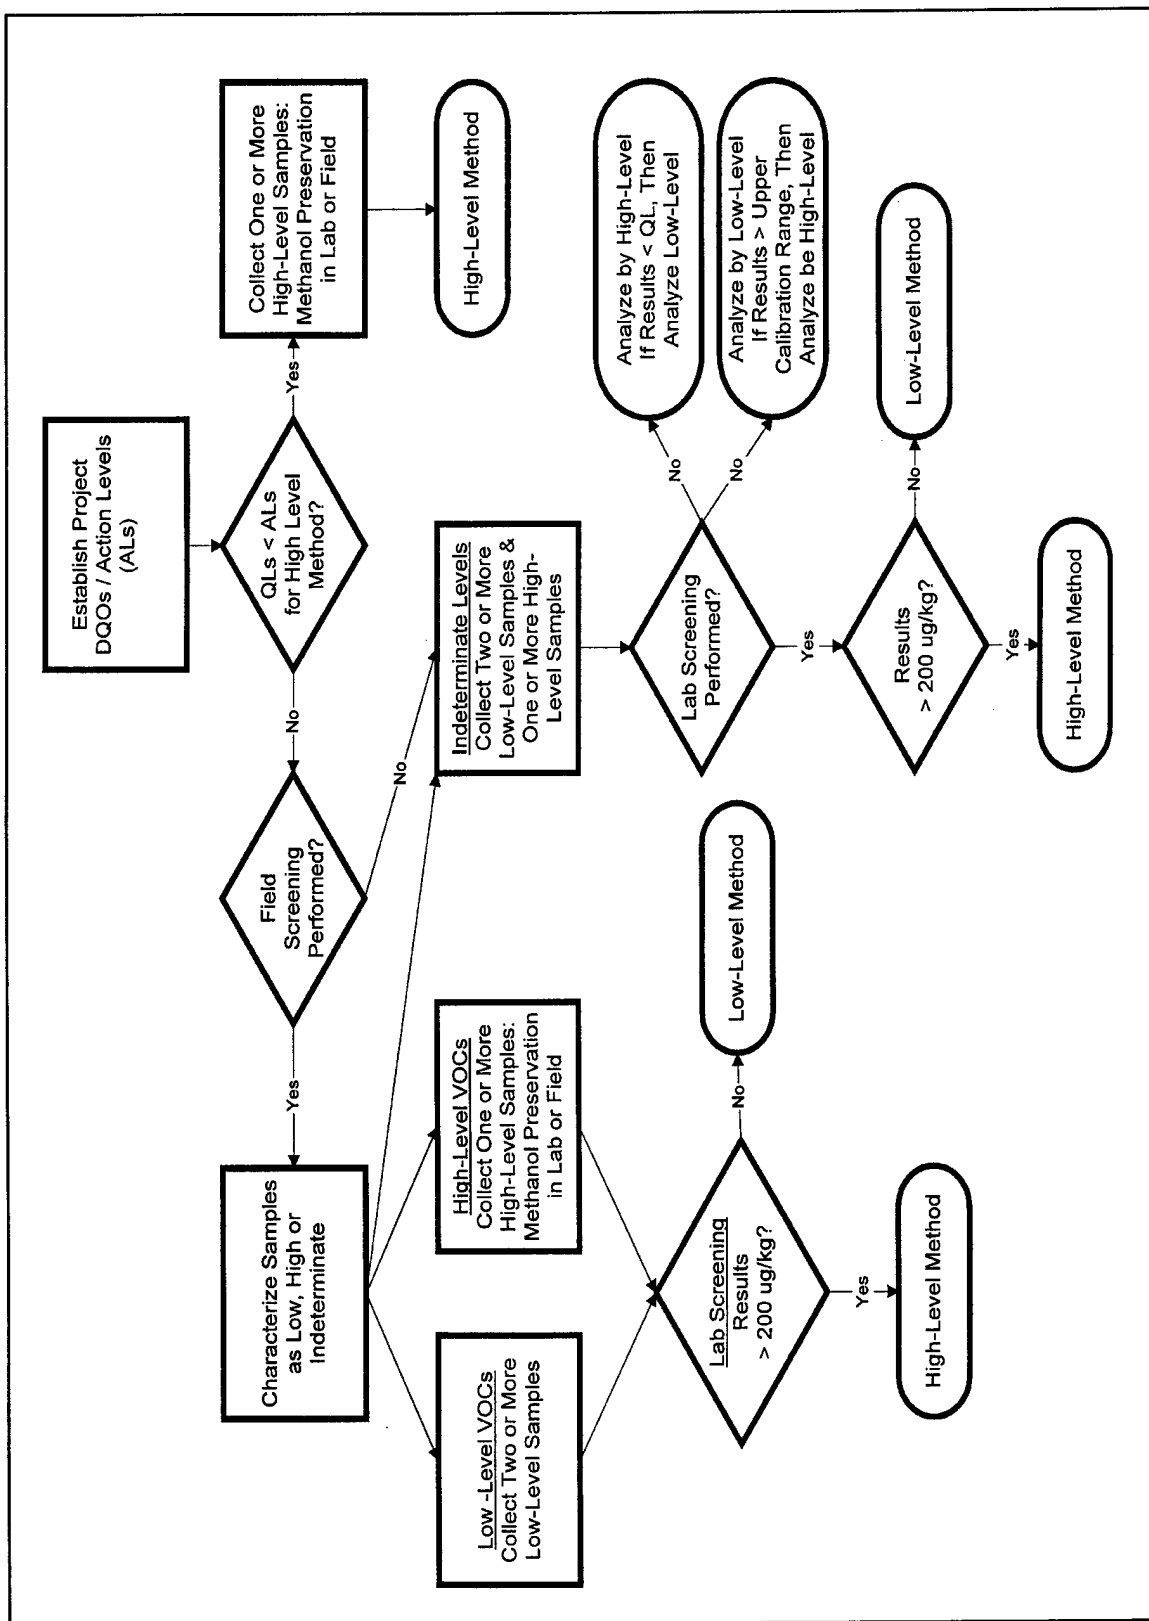 Establish Project
DQOs / Action Levels
(ALs)
QLs < ALs
for High Level
Method?
Yes
Collect One or More
High-Level Samples:
Methanol Preservation
in Lab or Field
High-Level Method
No
Field
Screening
Performed?
Yes
Characterize Samples
as Low, High or
Indeterminate
No
Low -Level VOCs
Collect Two or More
Low-Level Samples
High-Level VOCs
Collect One or More
High-Level Samples:
Methanol Preservation
in Lab or Field
Indeterminate Levels
Collect Two or More
Low-Level Samples &
One or More High-
Level Samples
Lab Screening
Results
> 200 ug/kg?
No
Low-Level Method
Yes
High-Level Method
Lab Screening
Performed?
No
Analyze by High-Level
If Results < QL, Then
Analyze Low-Level
No
Analyze by Low-Level
If Results > Upper
Calibration Range, Then
Analyze be High-Level
Yes
Results
> 200 ug/kg?
No
Low-Level Method
Yes
High-Level Method